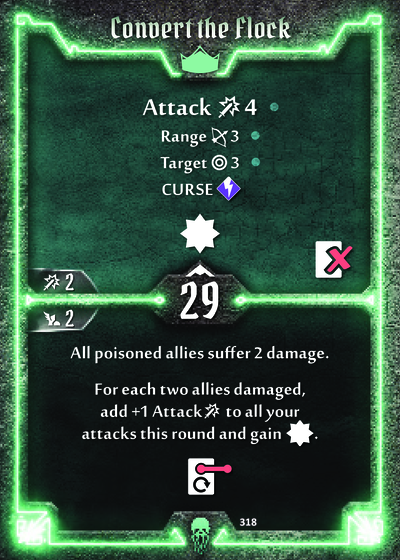 Convert the Flock
Attack 4
Range 3
Target 3
CURSE
2
29
2
All poisoned allies suffer 2 damage.
For each two allies damaged,
add +1 Attack to all your
attacks this round and gain .
318